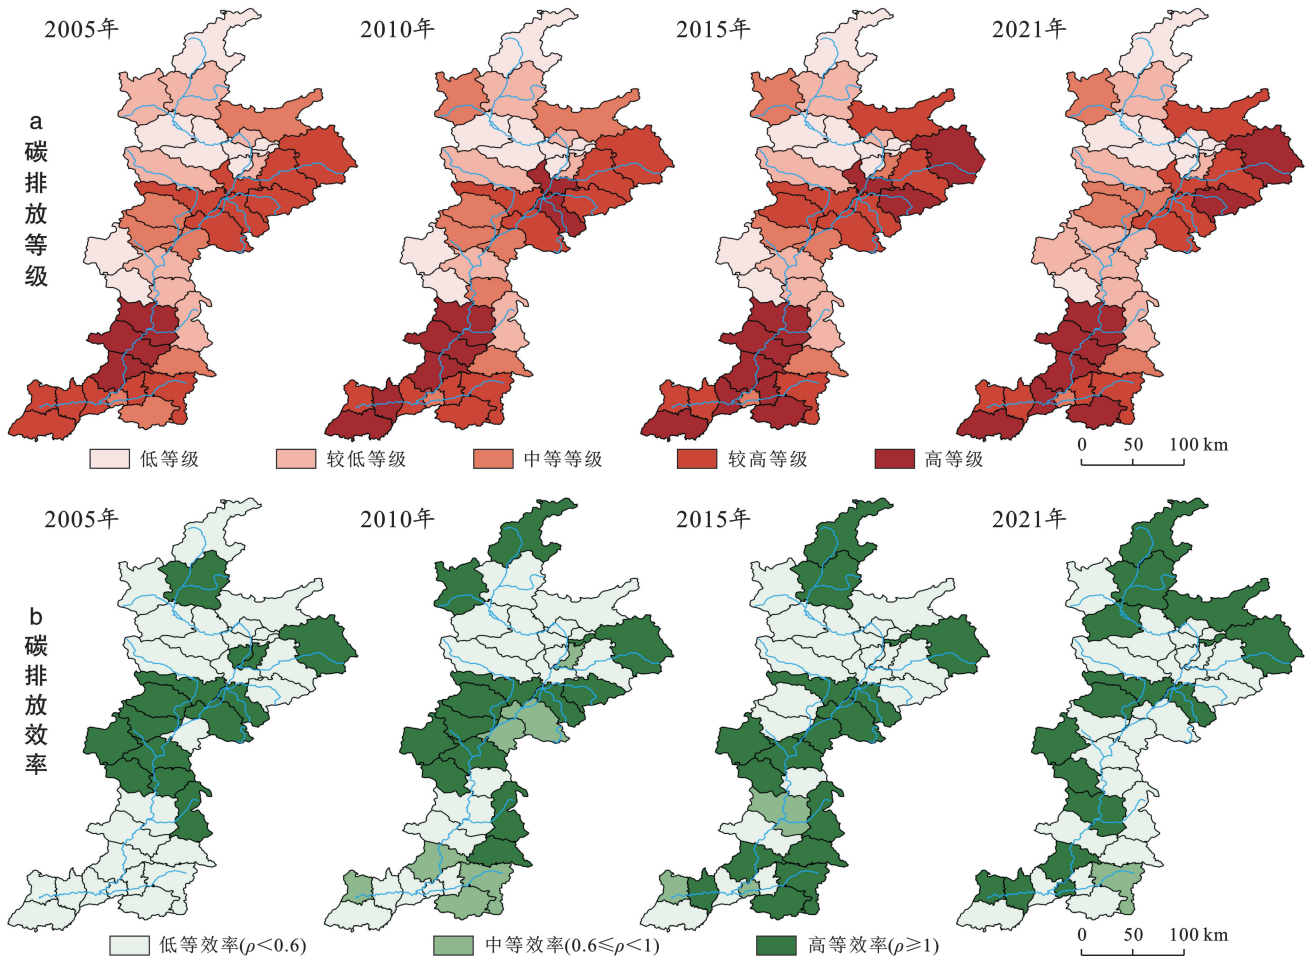 2005年
2010年
2015年
2021年
a
碳排放等级
0 50 100 km
低等级
较低等级
中等等级
较高等级
高等级
2005年
2010年
2015年
2021年
b
碳排放效率
0 50 100 km
低等效率(ρ<0.6)
中等效率(0.6≤ρ<1)
高等效率(ρ≥1)